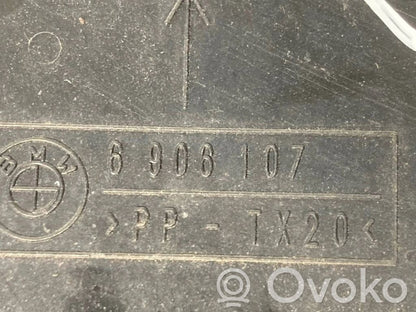 BMW
6 906 107
>PP - TX20<
Ovoko